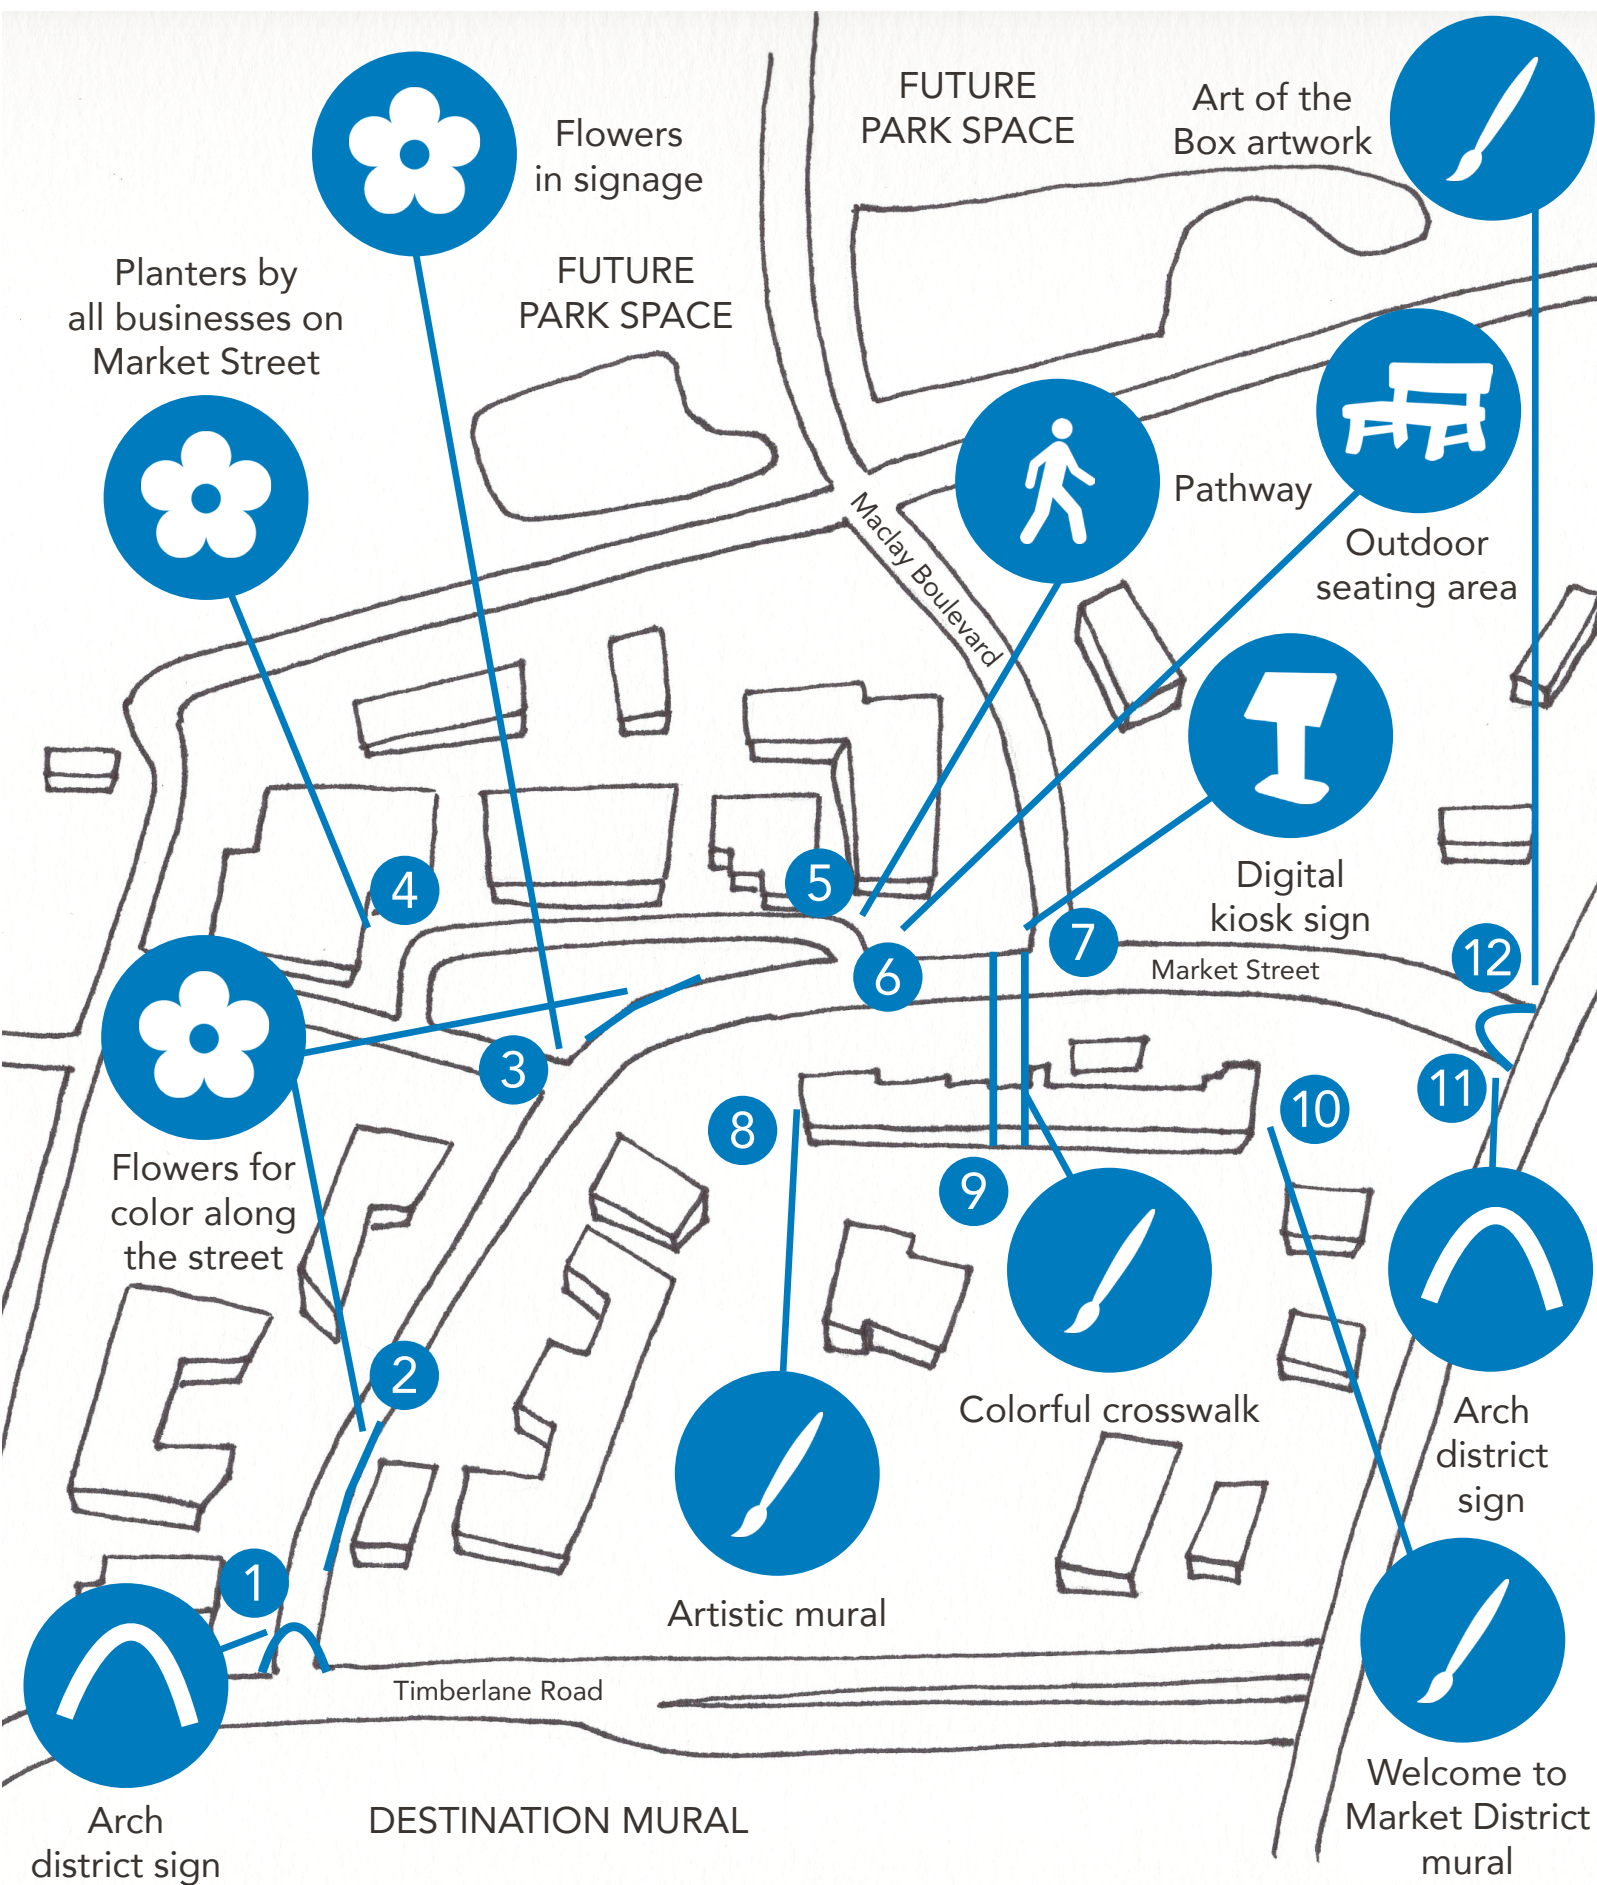 FUTURE
PARK SPACE
Art of the
Box artwork
Flowers
in signage
FUTURE
PARK SPACE
Planters by
all businesses on
Market Street
Pathway
Maclay Boulevard
Outdoor
seating area
4
5
Digital
kiosk sign
7
6
Market Street
12
3
11
8
10
9
Flowers for
color along
the street
2
Colorful crosswalk
Arch
district
sign
1
Artistic mural
Timberlane Road
Welcome to
Market District
mural
Arch
district sign
DESTINATION MURAL